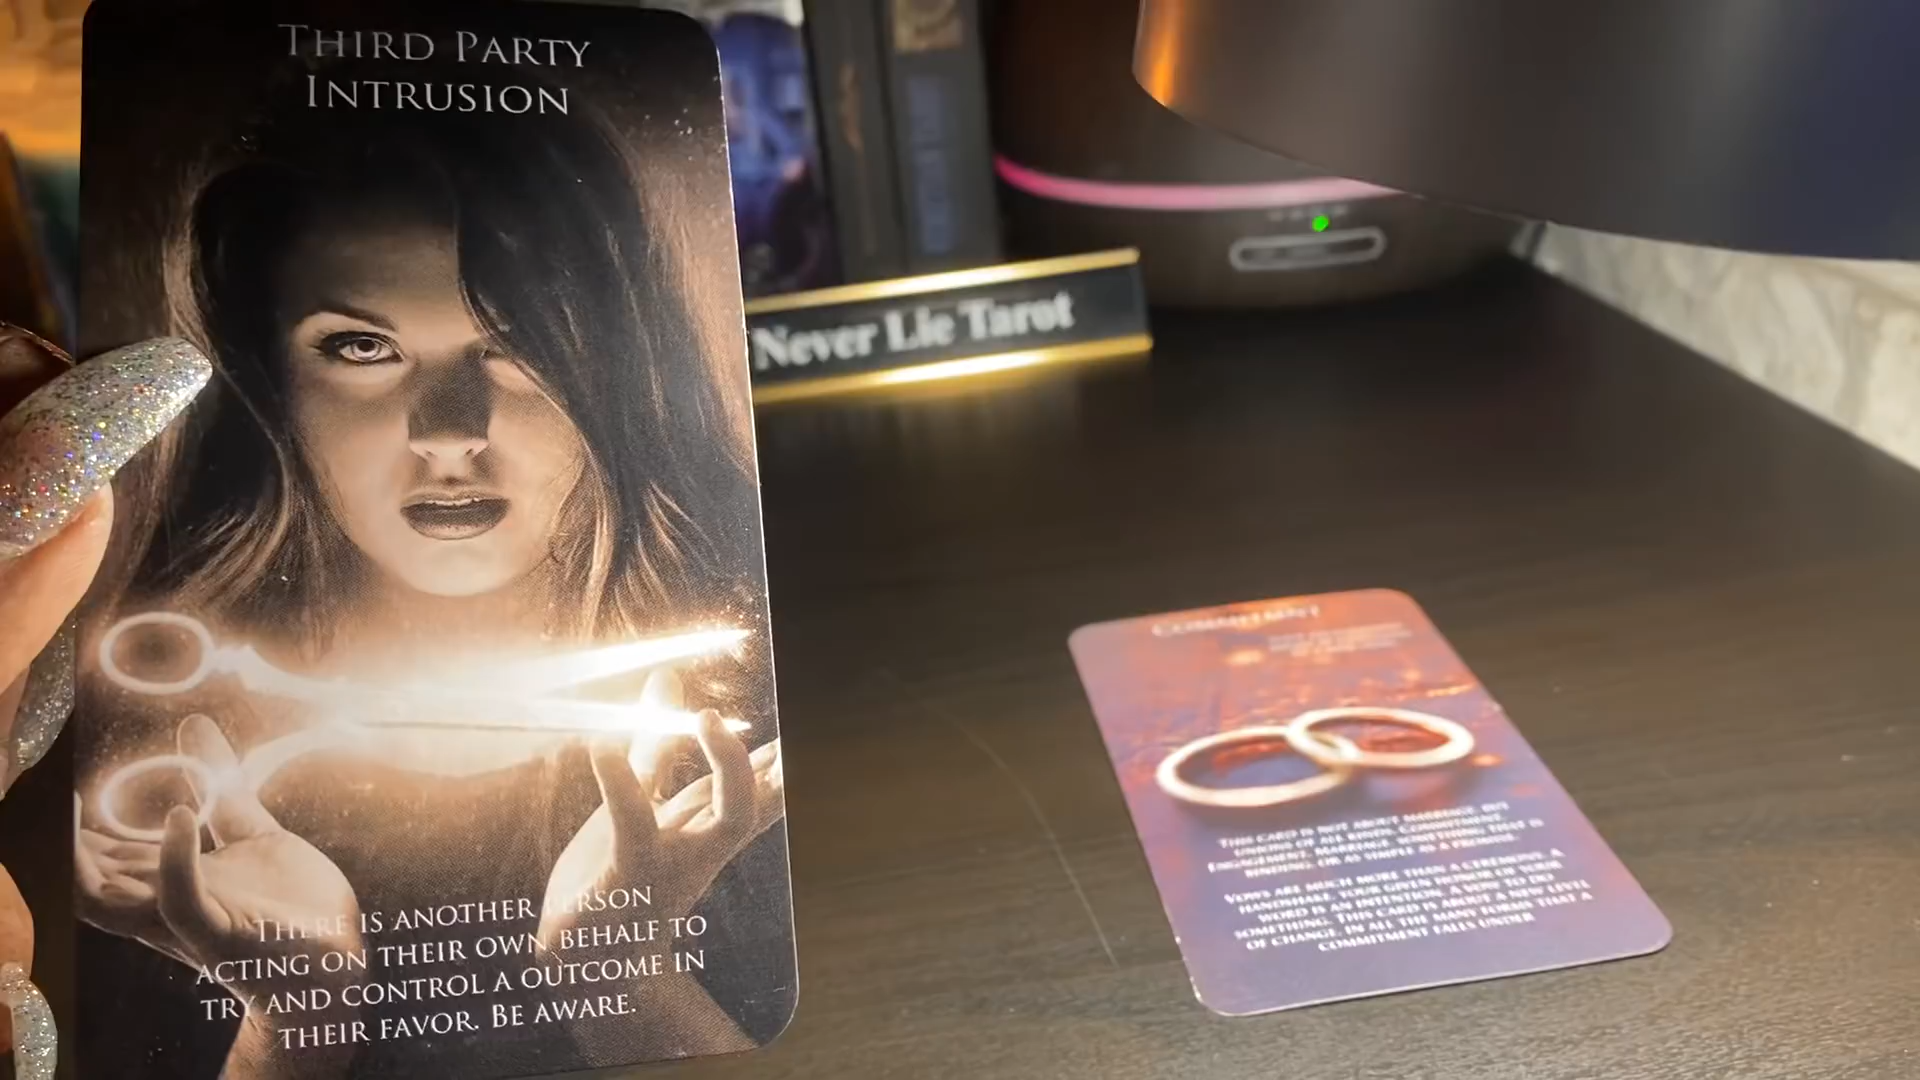 THIRD PARTY
INTRUSION
THERE IS ANOTHER PERSON
ACTING ON THEIR OWN BEHALF TO
TRY AND CONTROL A OUTCOME IN
THEIR FAVOR. BE AWARE.
Never Lie Tarot
COMMITMENT
THIS CARD IS NOT ABOUT MARRIAGE, BUT
UNIONS OF ALL KINDS. COMMITMENT,
ENGAGEMENT, MARRIAGE, SOMETHING THAT IS
BINDING, OR AS SIMPLE AS A PROMISE.
VOWS ARE MUCH MORE THAN A CEREMONY, A
HANDSHAKE, YOUR GIVEN HONOR OF YOUR
WORD IS AN INTENTION, A VOW TO DO
SOMETHING. THIS CARD IS ABOUT A NEW LEVEL
OF CHANGE, IN ALL THE MANY FORMS THAT A
COMMITMENT FALLS UNDER